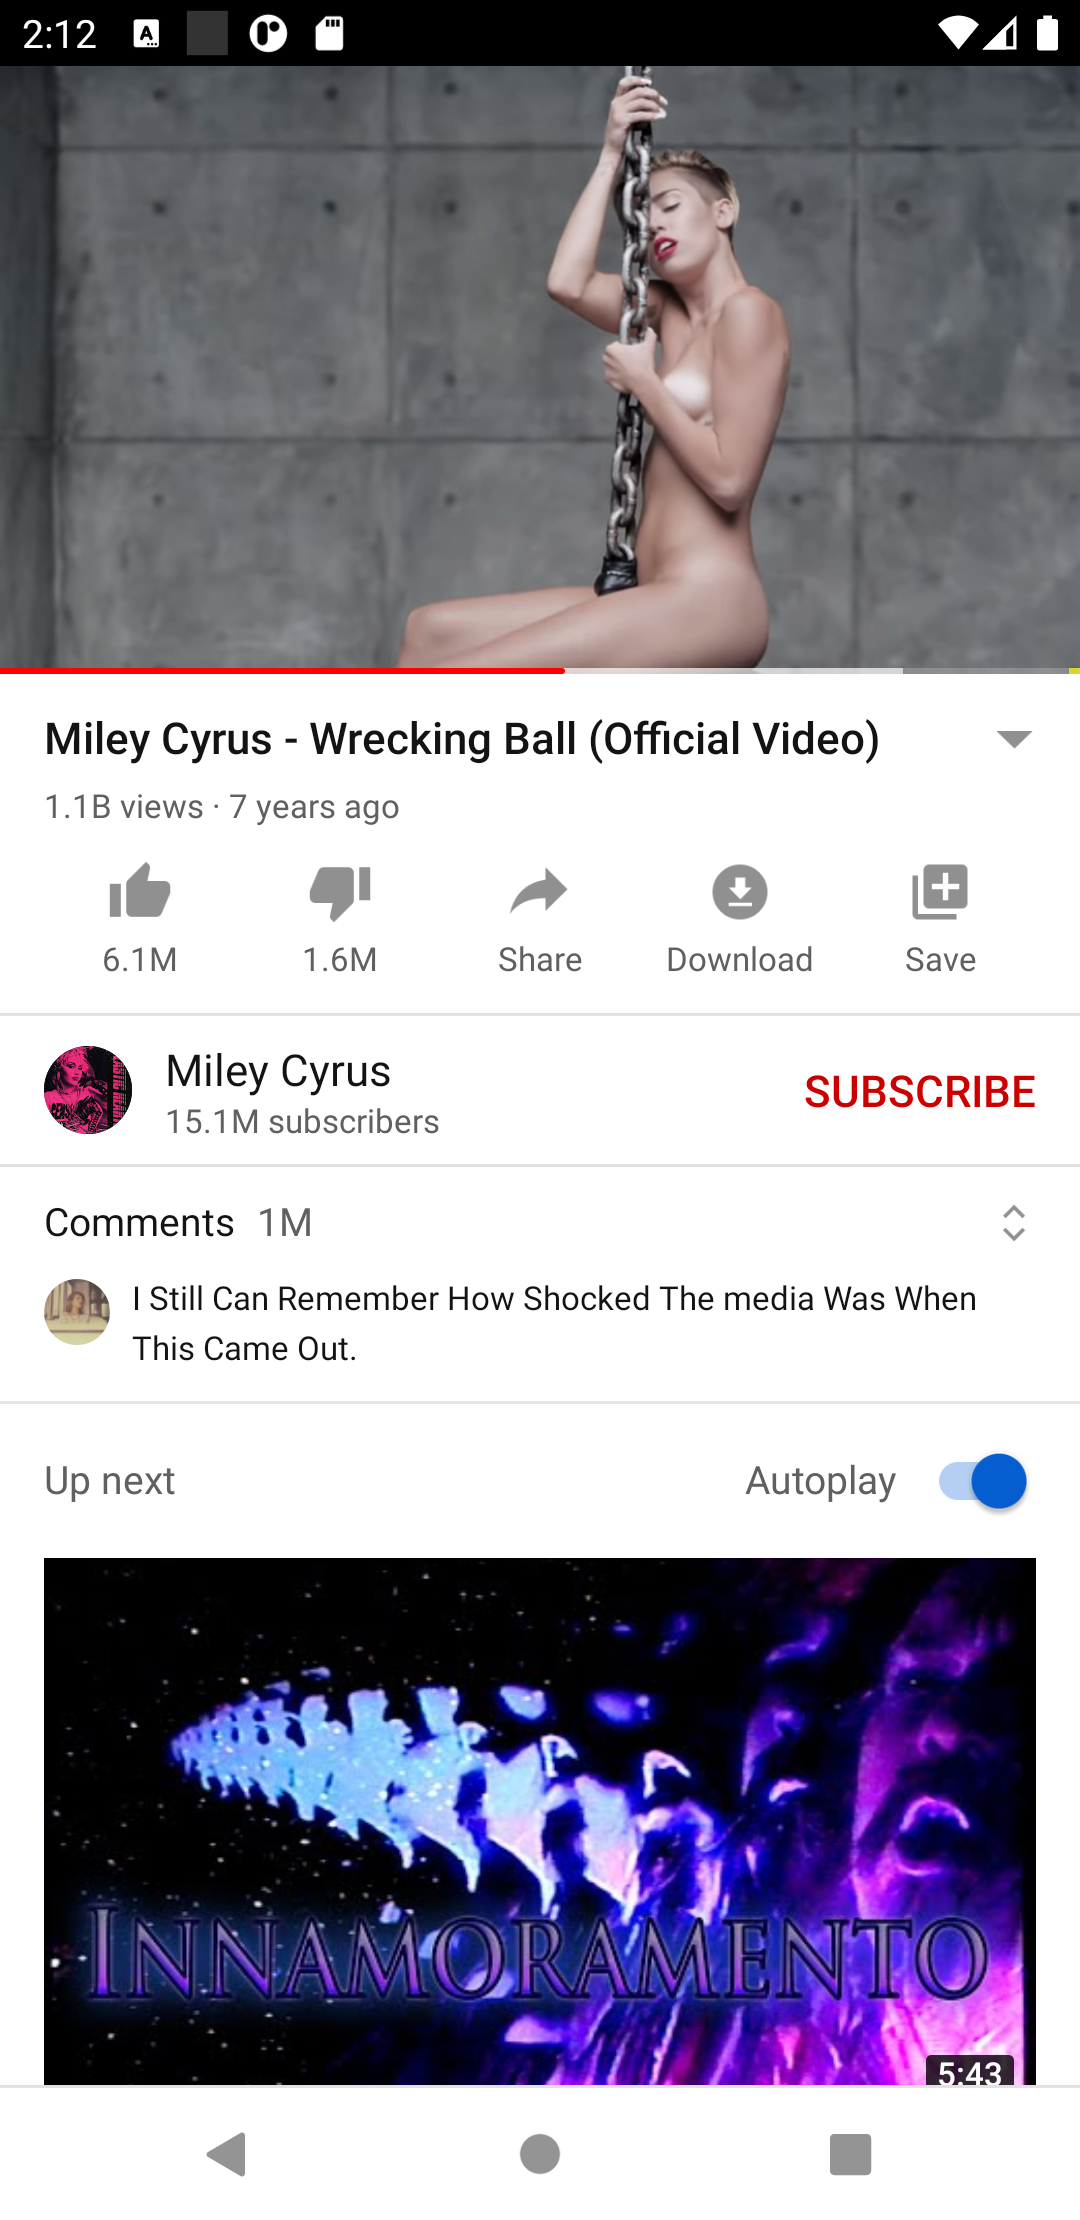 2:12
Miley Cyrus - Wrecking Ball (Official Video)
1.1B views · 7 years ago
6.1M
1.6M
Share
Download
Save
Miley Cyrus
15.1M subscribers
SUBSCRIBE
Comments 1M
I Still Can Remember How Shocked The media Was When
This Came Out.
Up next
Autoplay
INNAMORAMENTO
5:43